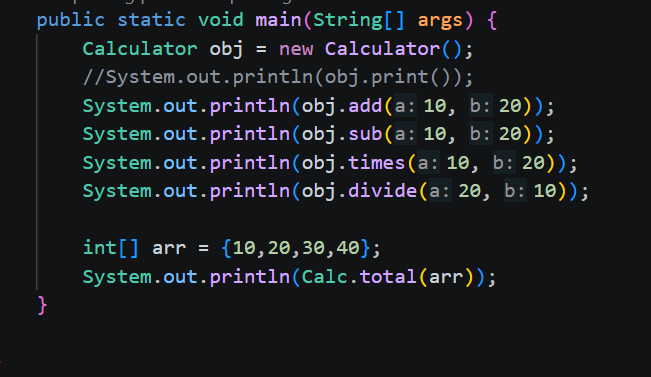 public static void main(String[] args) {
Calculator obj = new Calculator();
//System.out.println(obj.print());
System.out.println(obj.add(a: 10, b: 20));
System.out.println(obj.sub(a: 10, b: 20));
System.out.println(obj.times(a: 10, b: 20));
System.out.println(obj.divide(a: 20, b: 10));
int[] arr = {10,20,30,40};
System.out.println(Calc.total(arr));
}